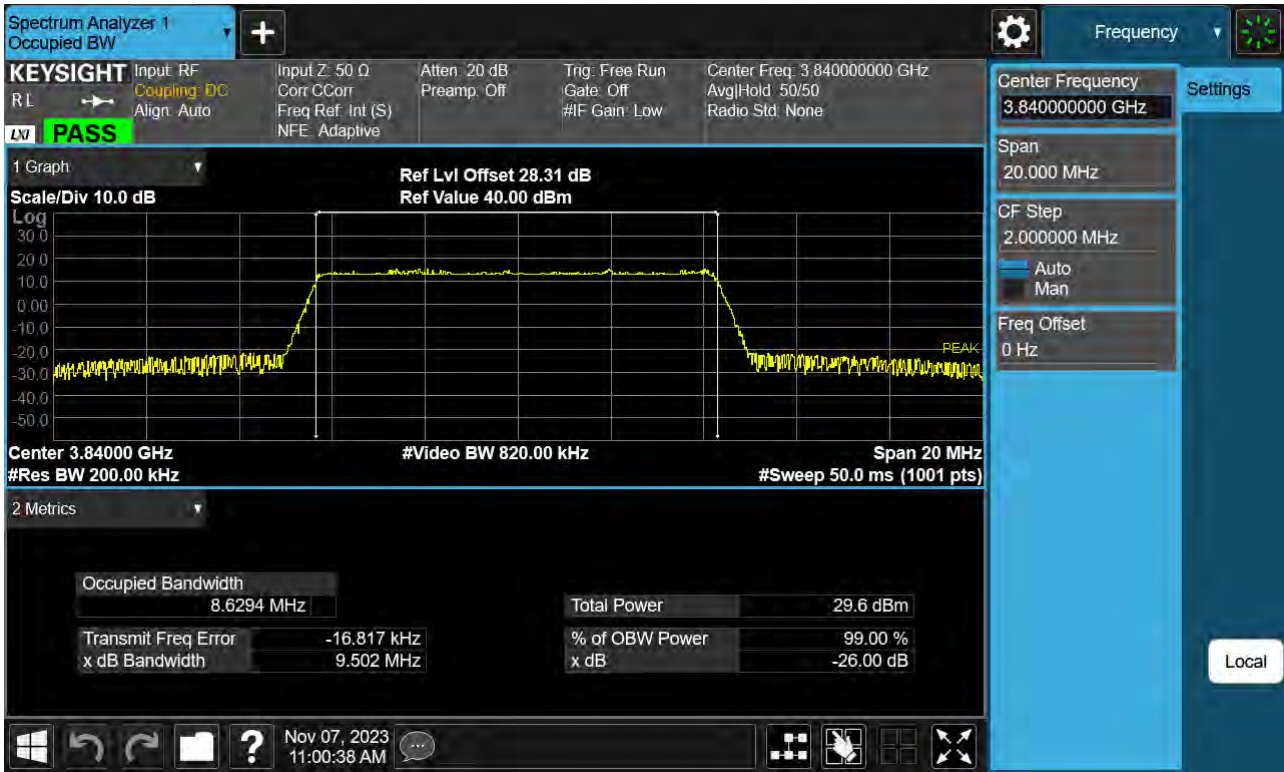 Spectrum Analyzer 1
Occupied BW
Frequency
KEYSIGHT
R L
LXI
PASS
Input: RF
Coupling: DC
Align: Auto
Input Z: 50 Ω
Corr CCorr
Freq Ref: Int (S)
NFE: Adaptive
Atten: 20 dB
Preamp: Off
Trig: Free Run
Gate: Off
#IF Gain: Low
Center Freq: 3.840000000 GHz
Avg|Hold: 50/50
Radio Std: None
Center Frequency
3.840000000 GHz
Settings
Span
20.000 MHz
CF Step
2.000000 MHz
Auto
Man
Freq Offset
0 Hz
1 Graph
Scale/Div 10.0 dB
Ref Lvl Offset 28.31 dB
Ref Value 40.00 dBm
Log
30.0
20.0
10.0
0.00
-10.0
-20.0
-30.0
-40.0
-50.0
PEAK
Center 3.84000 GHz
#Video BW 820.00 kHz
Span 20 MHz
#Res BW 200.00 kHz
#Sweep 50.0 ms (1001 pts)
2 Metrics
Occupied Bandwidth
8.6294 MHz
Total Power 29.6 dBm
Transmit Freq Error -16.817 kHz
% of OBW Power 99.00 %
x dB Bandwidth 9.502 MHz
x dB -26.00 dB
Local
?
Nov 07, 2023
11:00:38 AM